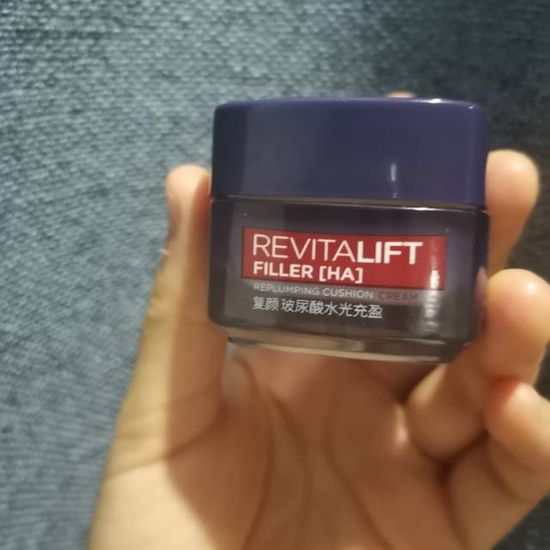 REVITALIFT
FILLER [HA]
REPLUMPING CUSHION CREAM
复颜玻尿酸水光充盈